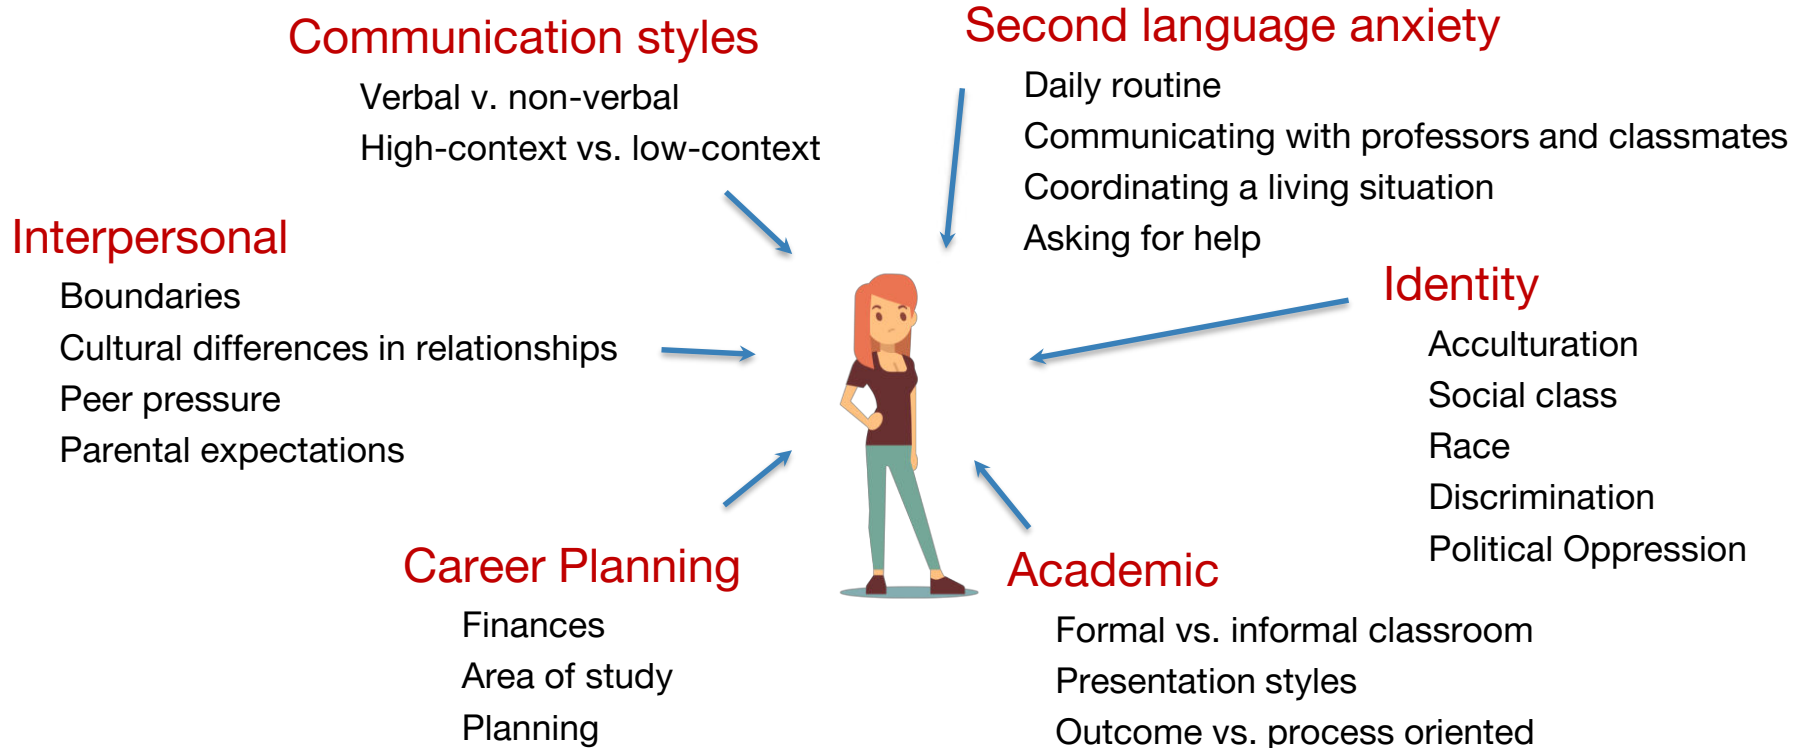 Communication styles
Verbal v. non-verbal
High-context vs. low-context
Second language anxiety
Daily routine
Communicating with professors and classmates
Coordinating a living situation
Asking for help
Interpersonal
Boundaries
Cultural differences in relationships
Peer pressure
Parental expectations
Identity
Acculturation
Social class
Race
Discrimination
Political Oppression
Career Planning
Finances
Area of study
Planning
Academic
Formal vs. informal classroom
Presentation styles
Outcome vs. process oriented